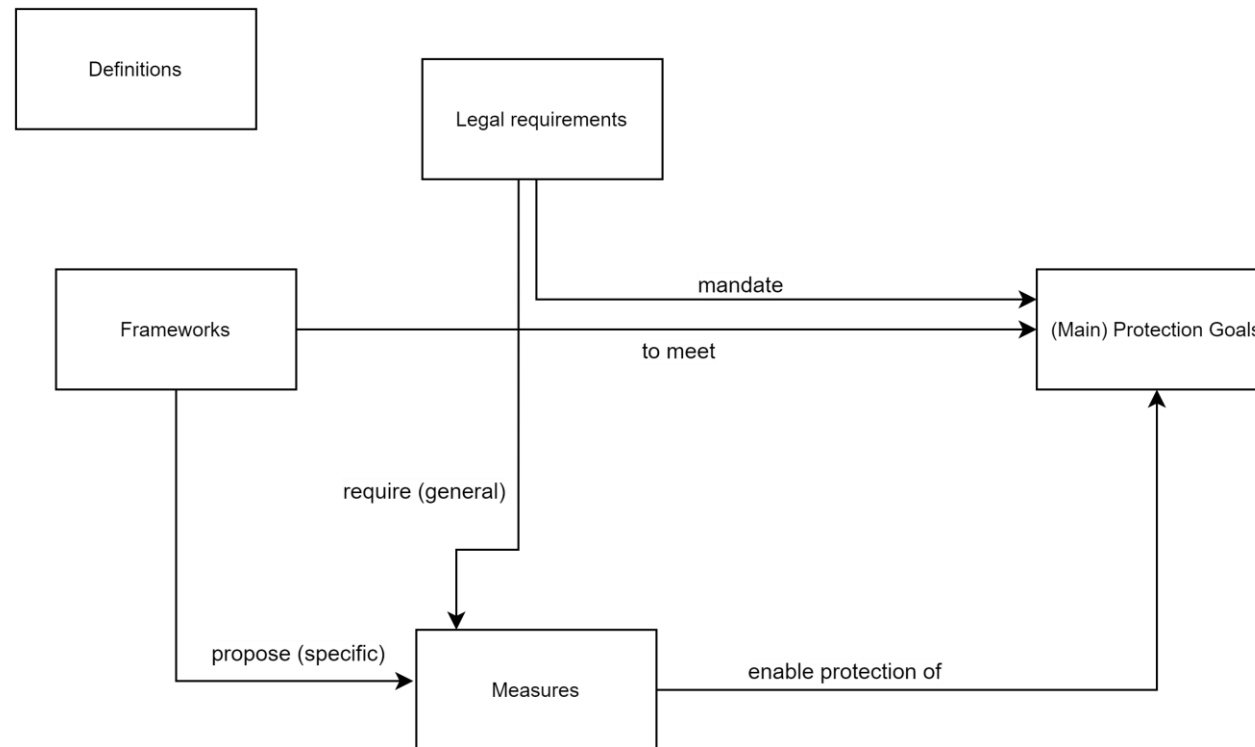 Definitions
Legal requirements
mandate
Frameworks
(Main) Protection Goals
to meet
require (general)
propose (specific)
enable protection of
Measures